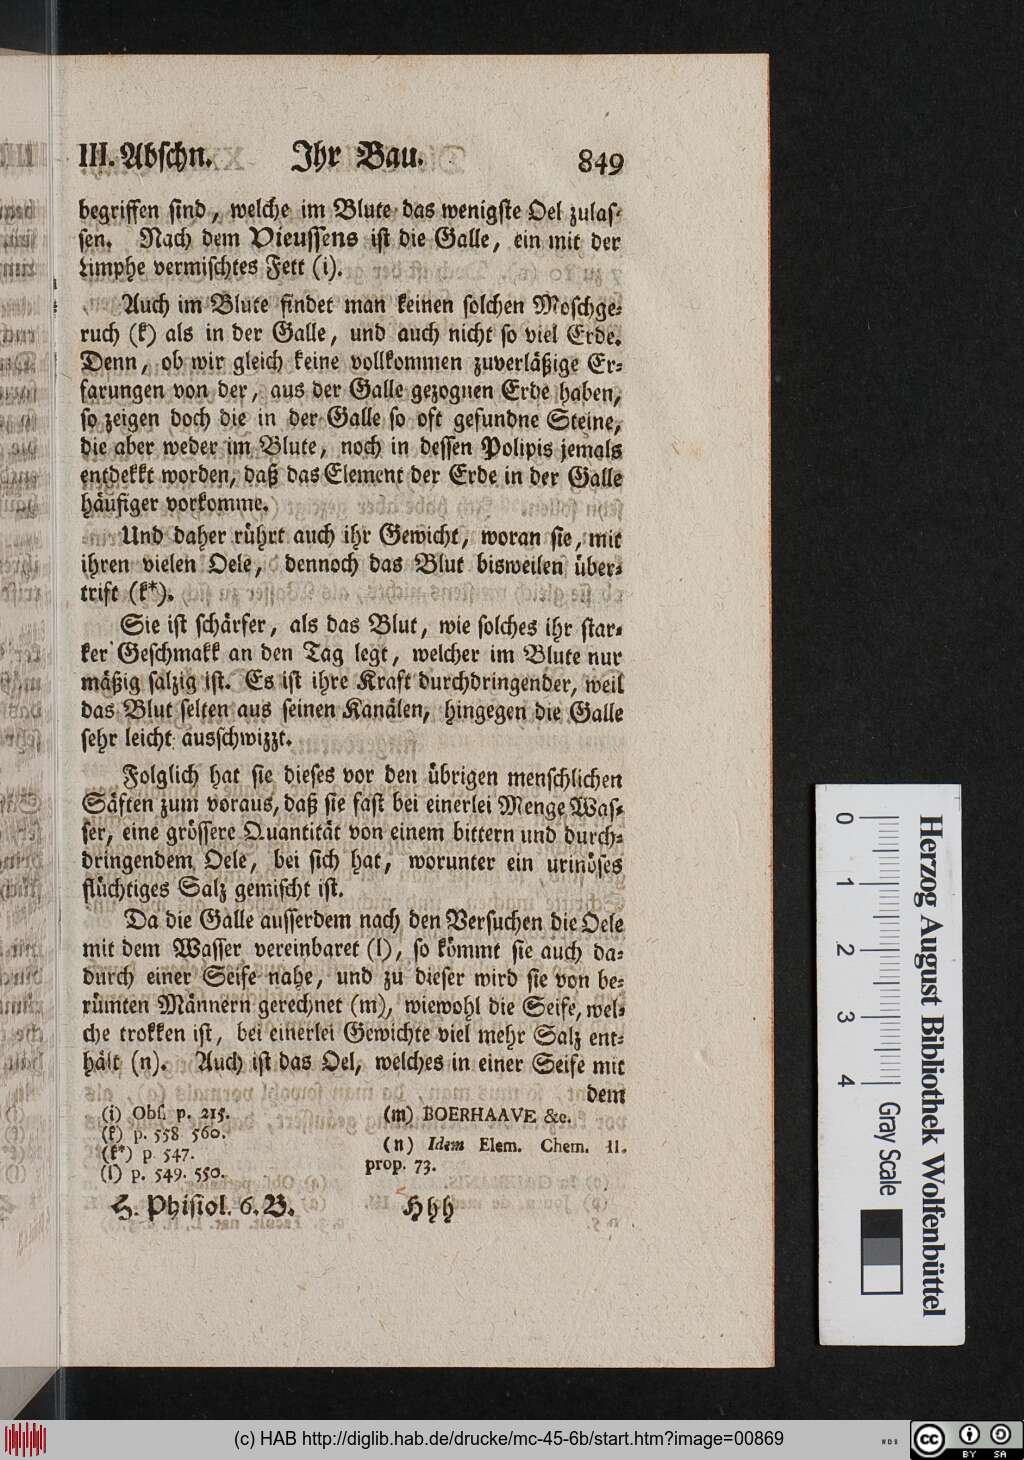 III. Abschn. Ihr Bau. 849
begriffen sind, welche im Blute das wenigste Oel zulas-
sen. Nach dem Vieussens ist die Galle, ein mit der
Limphe vermischtes Fett (i).
Auch im Blute findet man keinen solchen Moschge-
ruch (k) als in der Galle, und auch nicht so viel Erde.
Denn, ob wir gleich keine vollkommen zuverläßige Er-
farungen von der, aus der Galle gezognen Erde haben,
so zeigen doch die in der Galle so oft gefundne Steine,
die aber weder im Blute, noch in dessen Polipis jemals
entdekkt worden, daß das Element der Erde in der Galle
häufiger vorkomme.
Und daher rührt auch ihr Gewicht, woran sie, mit
ihren vielen Oele, dennoch das Blut bisweilen über-
trift (k*).
Sie ist schärfer, als das Blut, wie solches ihr star-
ker Geschmakk an den Tag legt, welcher im Blute nur
mäßig salzig ist. Es ist ihre Kraft durchdringender, weil
das Blut selten aus seinen Kanälen, hingegen die Galle
sehr leicht ausschwizzt.
Folglich hat sie dieses vor den übrigen menschlichen
Säften zum voraus, daß sie fast bei einerlei Menge Was-
ser, eine grössere Quantität von einem bittern und durch-
dringendem Oele, bei sich hat, worunter ein urinöses
flüchtiges Salz gemischt ist.
Da die Galle ausserdem nach den Versuchen die Oele
mit dem Wasser vereinbaret (l), so kömmt sie auch da-
durch einer Seife nahe, und zu dieser wird sie von be-
rümten Männern gerechnet (m), wiewohl die Seife, wel-
che trokken ist, bei einerlei Gewichte viel mehr Salz ent-
hält (n). Auch ist das Oel, welches in einer Seife mit
dem
(i) Obs. p. 215.
(k) p. 558 560.
(k*) p 547.
(l) p. 549. 550.
(m) BOERHAAVE &c.
(n) Idem Elem. Chem. II.
prop. 73.
H. Phisiol. 6. B. Hhh
Herzog August Bibliothek Wolfenbüttel
0 1 2 3 4 Gray Scale
(c) HAB http://diglib.hab.de/drucke/mc-45-6b/start.htm?image=00869
cc BY SA